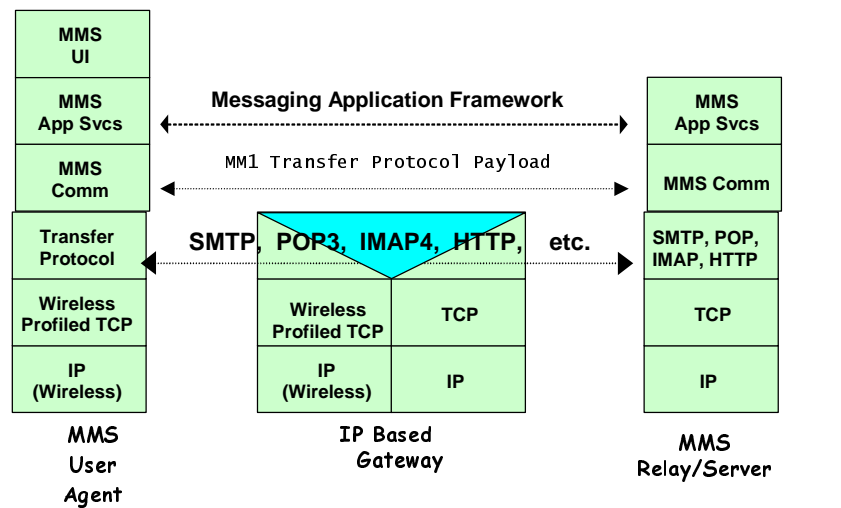 MMS
UI
MMS
App Svcs
Messaging Application Framework
MMS
App Svcs
MMS
Comm
MM1 Transfer Protocol Payload
MMS Comm
Transfer
Protocol
SMTP, POP3, IMAP4, HTTP, etc.
SMTP, POP,
IMAP, HTTP
Wireless
Profiled TCP
Wireless
Profiled TCP
TCP
TCP
IP
(Wireless)
IP
(Wireless)
IP
IP
MMS
User
Agent
IP Based
Gateway
MMS
Relay/Server